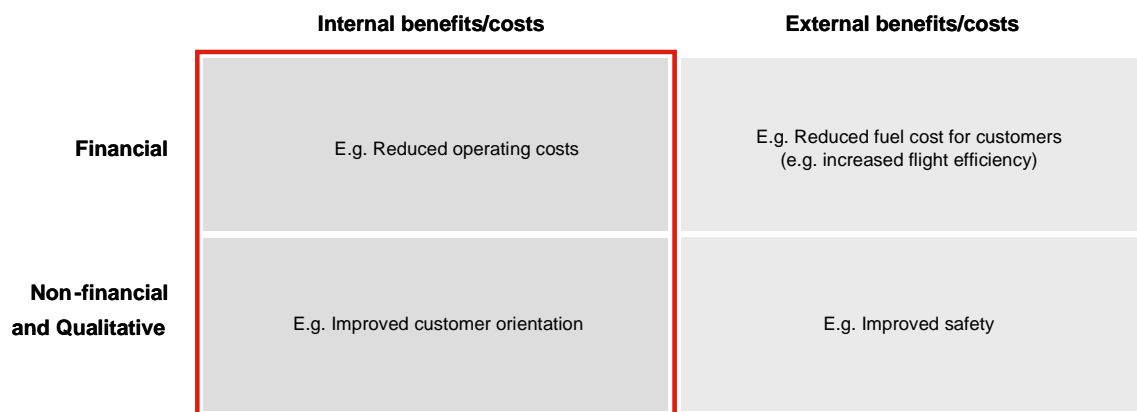 Internal benefits/costs
External benefits/costs
Financial
E.g. Reduced operating costs
E.g. Reduced fuel cost for customers
(e.g. increased flight efficiency)
Non-financial
and Qualitative
E.g. Improved customer orientation
E.g. Improved safety